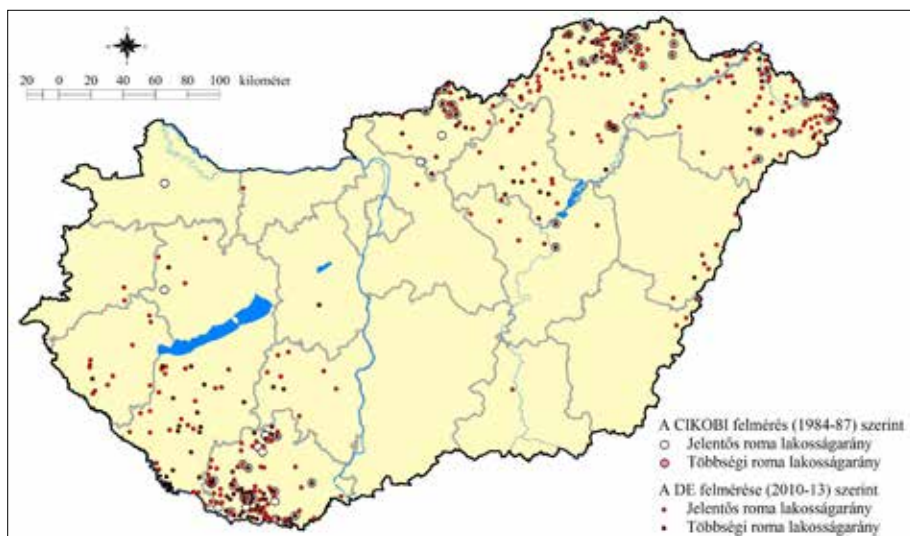 20 0 20 40 60 80 100 kilométer
A CIKOBI felmérés (1984-87) szerint
Jelentős roma lakosságarány
Többségi roma lakosságarány
A DE felmérése (2010-13) szerint
Jelentős roma lakosságarány
Többségi roma lakosságarány